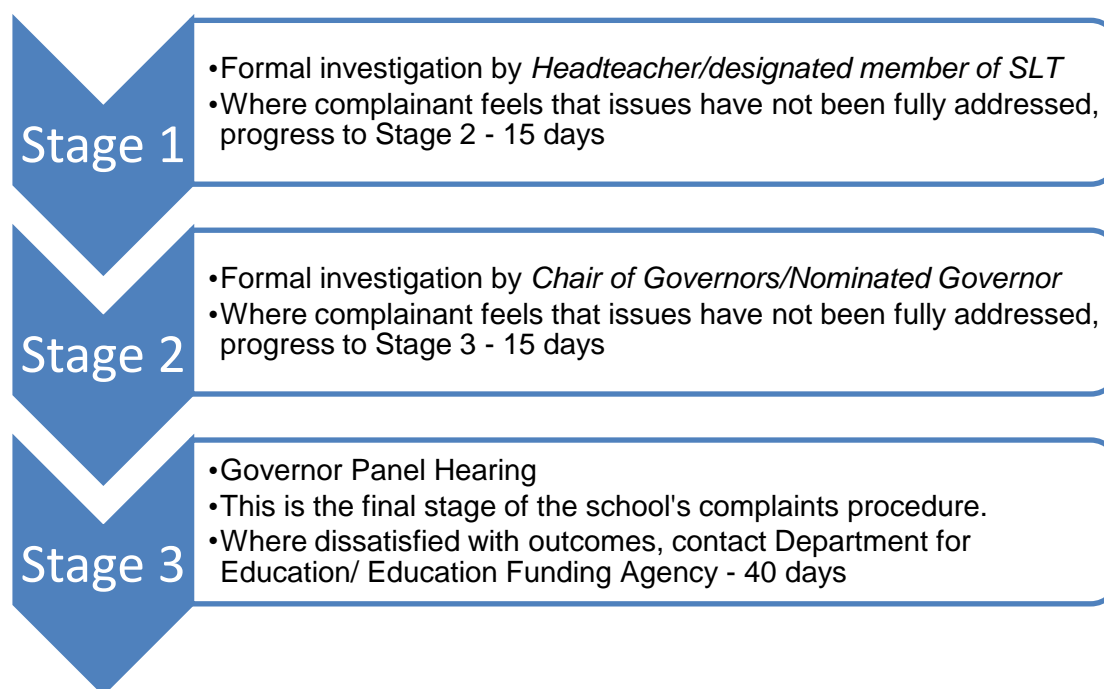 Stage 1
•Formal investigation by Headteacher/designated member of SLT
•Where complainant feels that issues have not been fully addressed,
progress to Stage 2 - 15 days
Stage 2
•Formal investigation by Chair of Governors/Nominated Governor
•Where complainant feels that issues have not been fully addressed,
progress to Stage 3 - 15 days
Stage 3
•Governor Panel Hearing
•This is the final stage of the school's complaints procedure.
•Where dissatisfied with outcomes, contact Department for
Education/ Education Funding Agency - 40 days